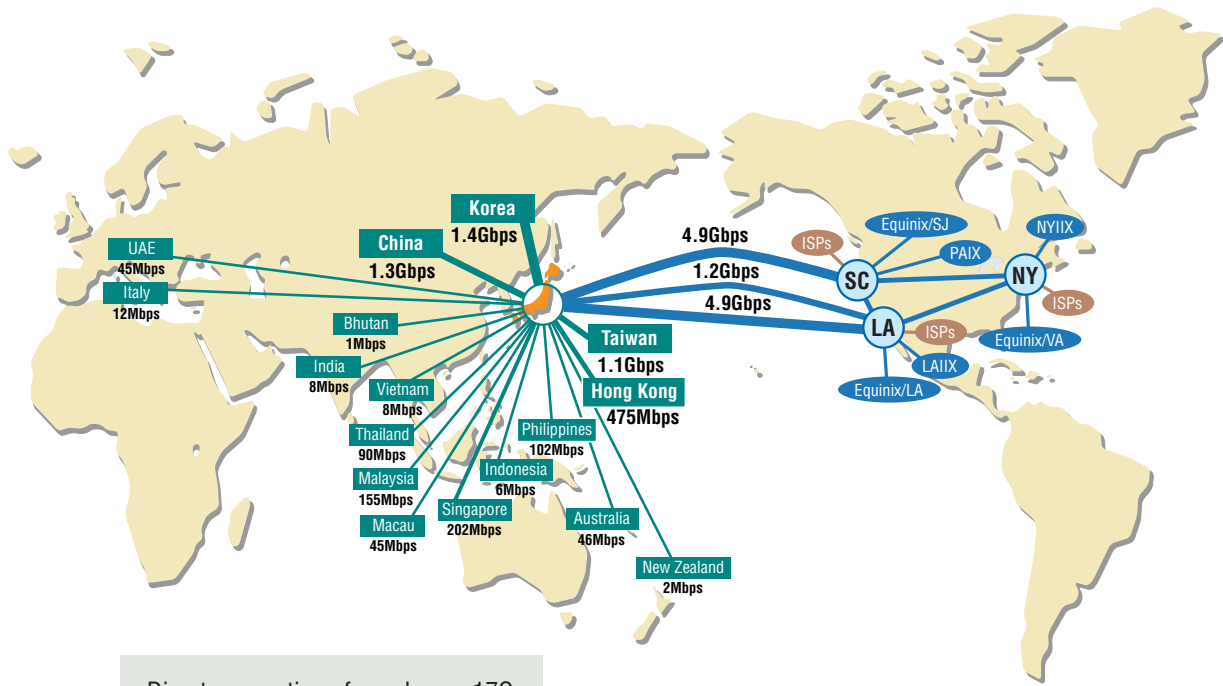 Korea
1.4Gbps
China
1.3Gbps
UAE
45Mbps
Italy
12Mbps
Bhutan
1Mbps
India
8Mbps
Vietnam
8Mbps
Thailand
90Mbps
Malaysia
155Mbps
Macau
45Mbps
Singapore
202Mbps
Indonesia
6Mbps
Philippines
102Mbps
Australia
46Mbps
New Zealand
2Mbps
Taiwan
1.1Gbps
Hong Kong
475Mbps
4.9Gbps
1.2Gbps
4.9Gbps
ISPs
Equinix/SJ
PAIX
SC
NYIIX
NY
ISPs
Equinix/VA
LA
ISPs
LAIIX
Equinix/LA